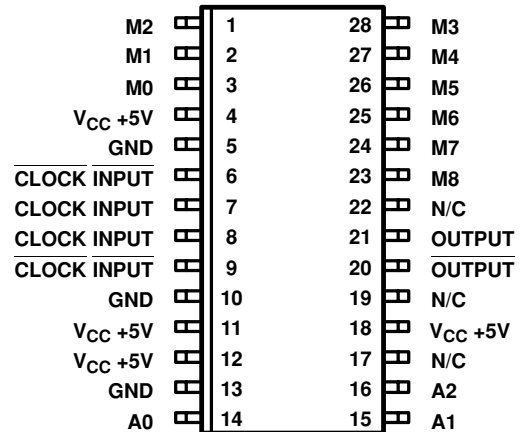 M2 1 28 M3
M1 2 27 M4
M0 3 26 M5
VCC +5V 4 25 M6
GND 5 24 M7
CLOCK INPUT 6 23 M8
CLOCK INPUT 7 22 N/C
CLOCK INPUT 8 21 OUTPUT
CLOCK INPUT 9 20 OUTPUT
GND 10 19 N/C
VCC +5V 11 18 VCC +5V
VCC +5V 12 17 N/C
GND 13 16 A2
A0 14 15 A1